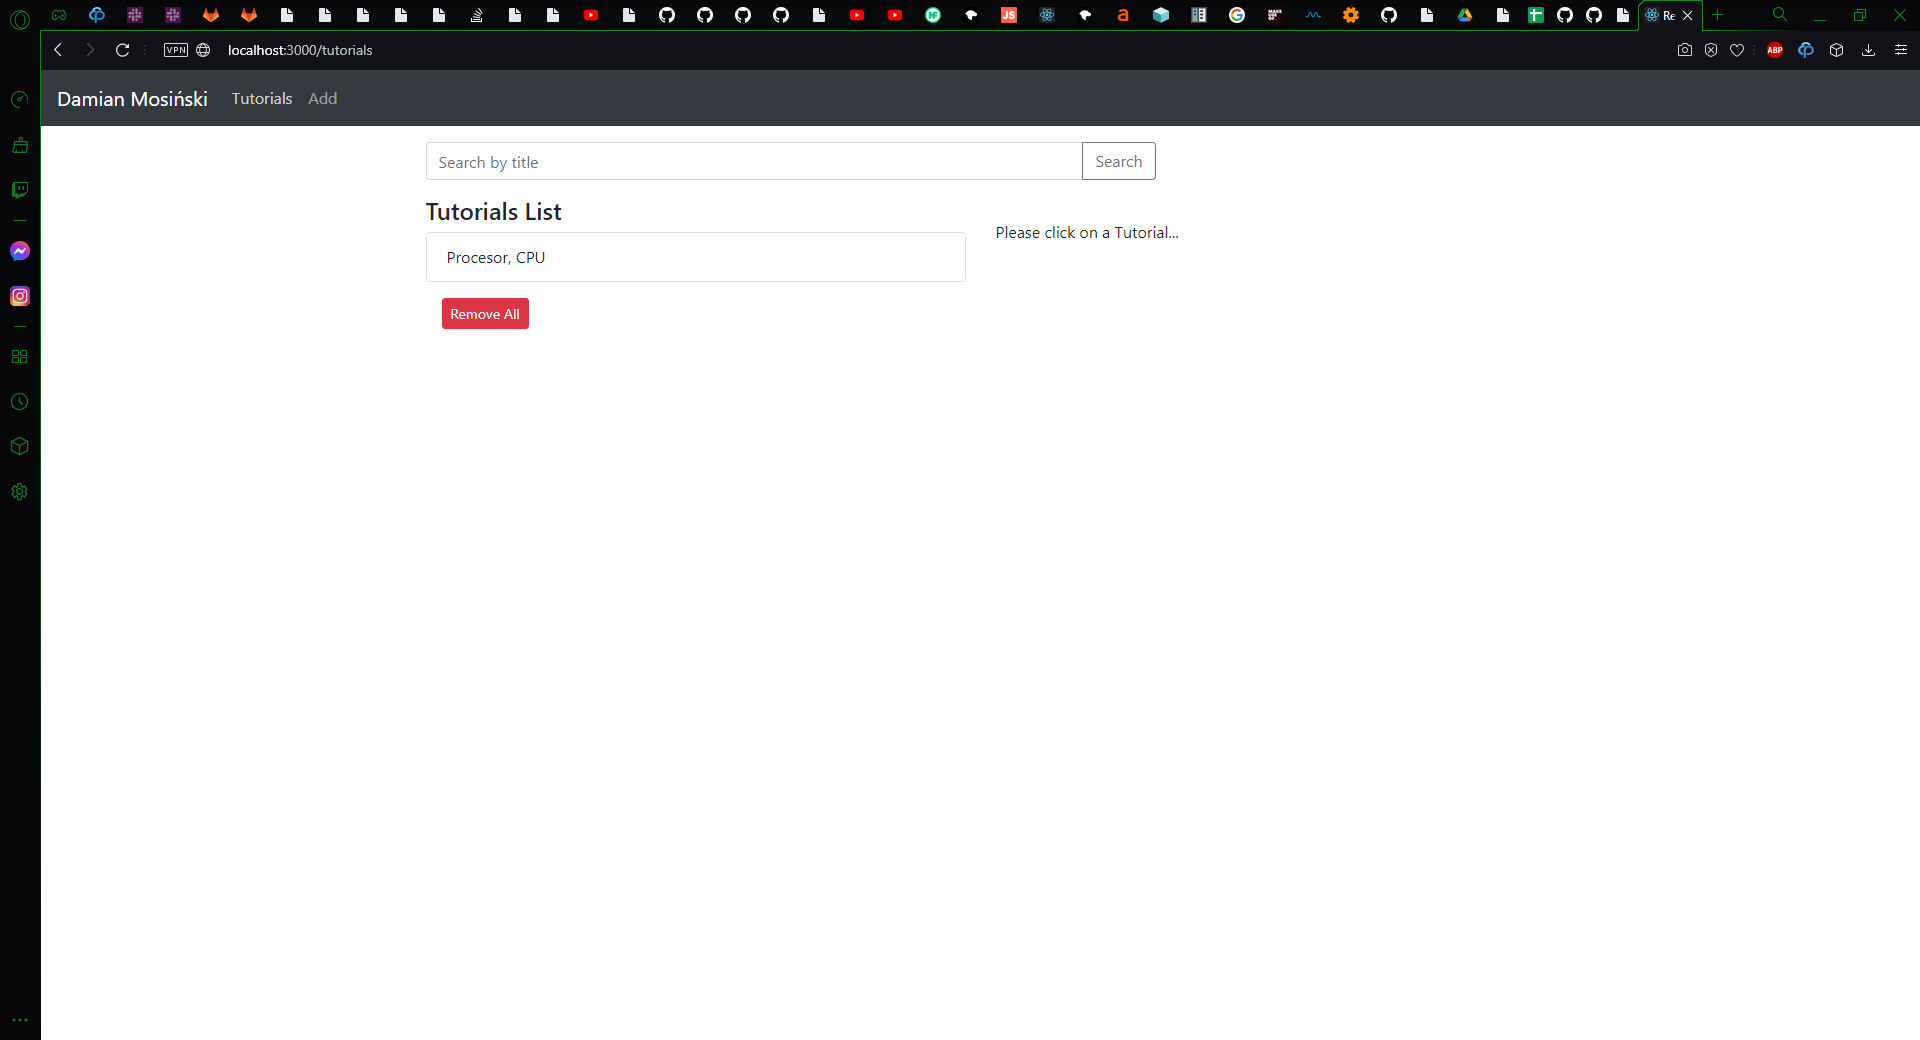 Re
VPN
localhost:3000/tutorials
ABP
Damian Mosiński
Tutorials
Add
Search by title
Search
Tutorials List
Procesor, CPU
Please click on a Tutorial...
Remove All